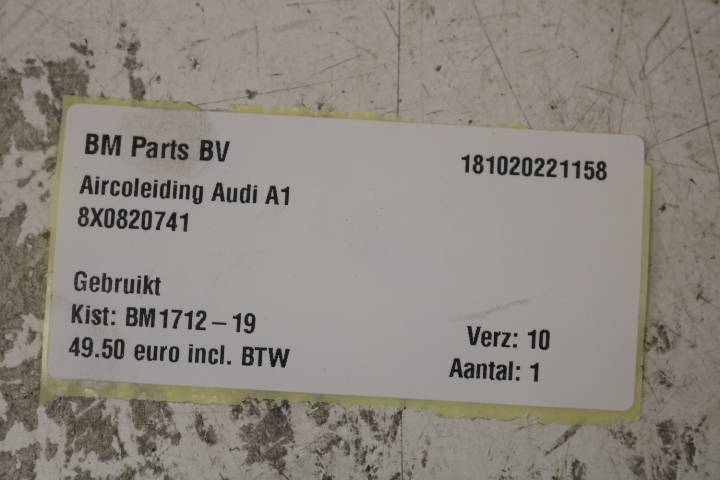 BM Parts BV
181020221158
Aircoleiding Audi A1
8X0820741
Gebruikt
Kist: BM1712-19
Verz: 10
49.50 euro incl. BTW
Aantal: 1